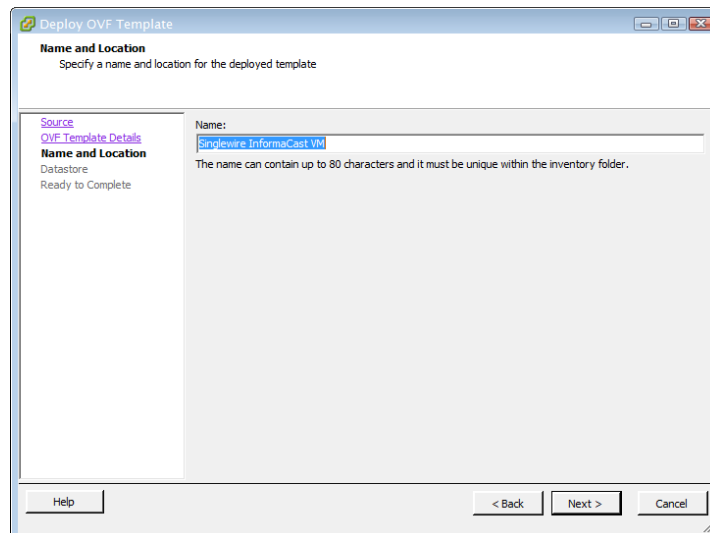 Deploy OVF Template
Name and Location
Specify a name and location for the deployed template
Source
OVF Template Details
Name and Location
Datastore
Ready to Complete
Name:
Singlewire InformaCast VM
The name can contain up to 80 characters and it must be unique within the inventory folder.
Help
< Back
Next >
Cancel